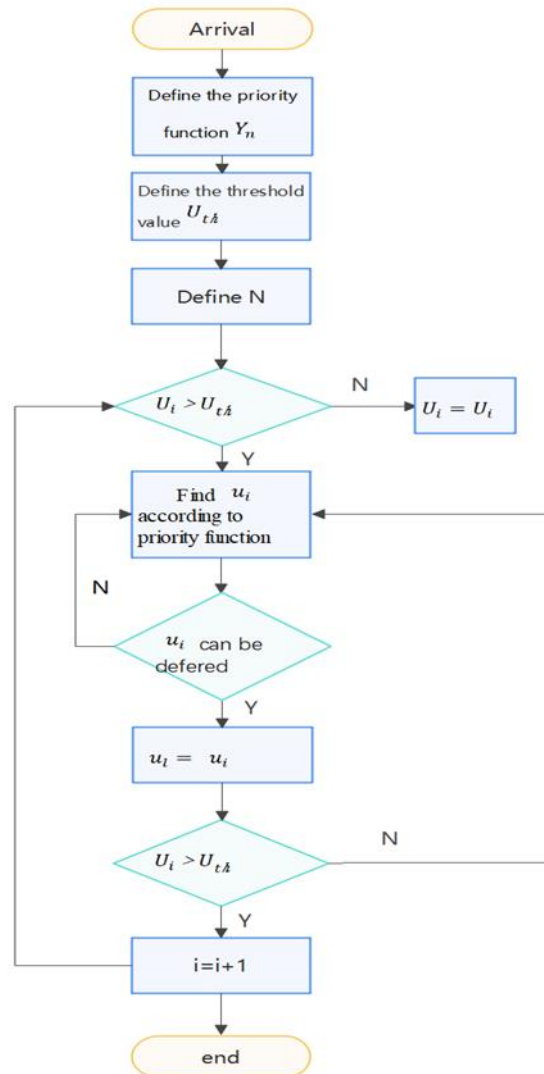 Arrival
Define the priority
function Yₙ
Define the threshold
value Uₜₕ
Define N
Uᵢ > Uₜₕ
N
Uᵢ = Uᵢ
Y
Find uᵢ
according to
priority function
N
uᵢ can be
defered
Y
uₗ = uᵢ
Uᵢ > Uₜₕ
N
Y
i=i+1
end